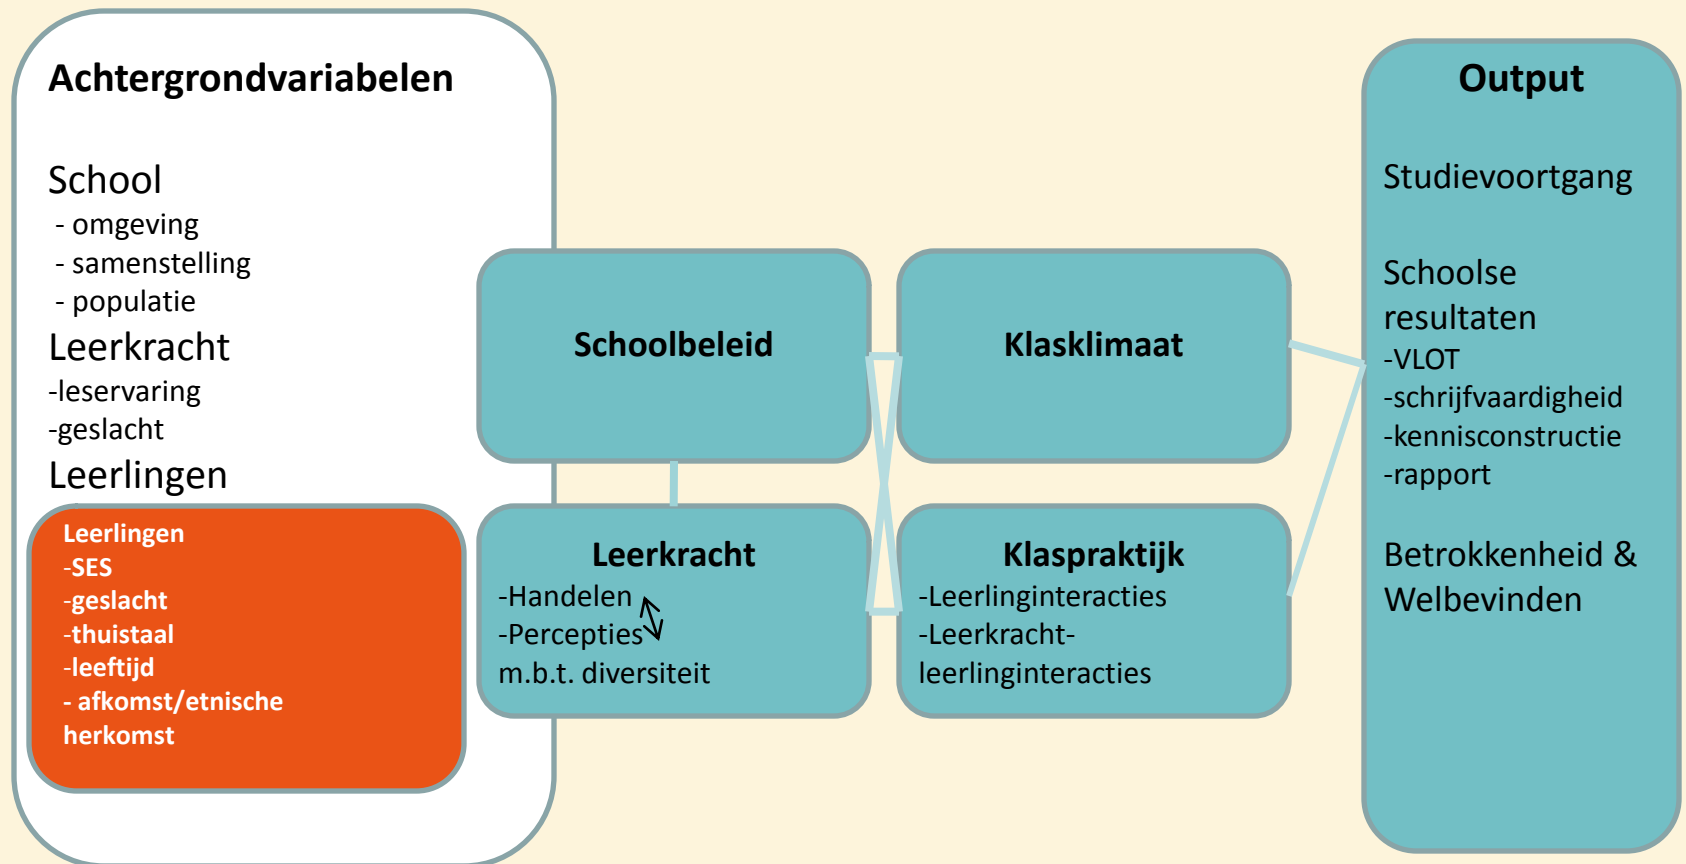 Achtergrondvariabelen
School
- omgeving
- samenstelling
- populatie
Leerkracht
-leservaring
-geslacht
Leerlingen
Leerlingen
-SES
-geslacht
-thuistaal
-leeftijd
- afkomst/etnische
herkomst
Schoolbeleid
Leerkracht
-Handelen
-Percepties
m.b.t. diversiteit
Klasklimaat
Klaspraktijk
-Leerlinginteracties
-Leerkracht-
leerlinginteracties
Output
Studievoortgang
Schoolse
resultaten
-VLOT
-schrijfvaardigheid
-kennisconstructie
-rapport
Betrokkenheid &
Welbevinden